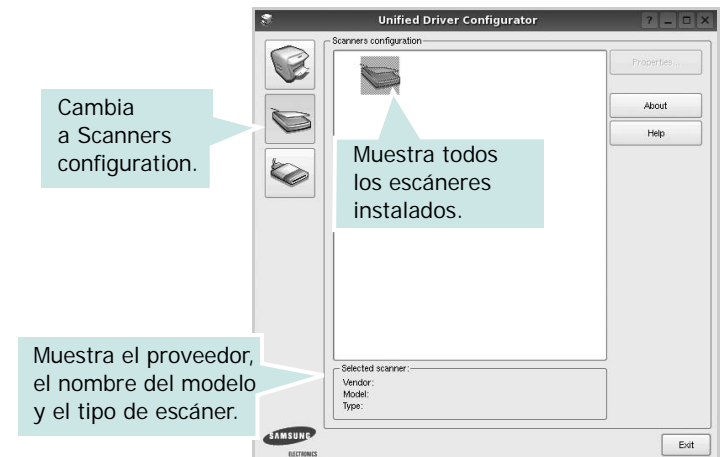 Unified Driver Configurator
Scanners configuration
Properties...
About
Help
Cambia
a Scanners
configuration.
Muestra todos
los escáneres
instalados.
Muestra el proveedor,
el nombre del modelo
y el tipo de escáner.
Selected scanner:
Vendor:
Model:
Type:
SAMSUNG
ELECTRONICS
Exit